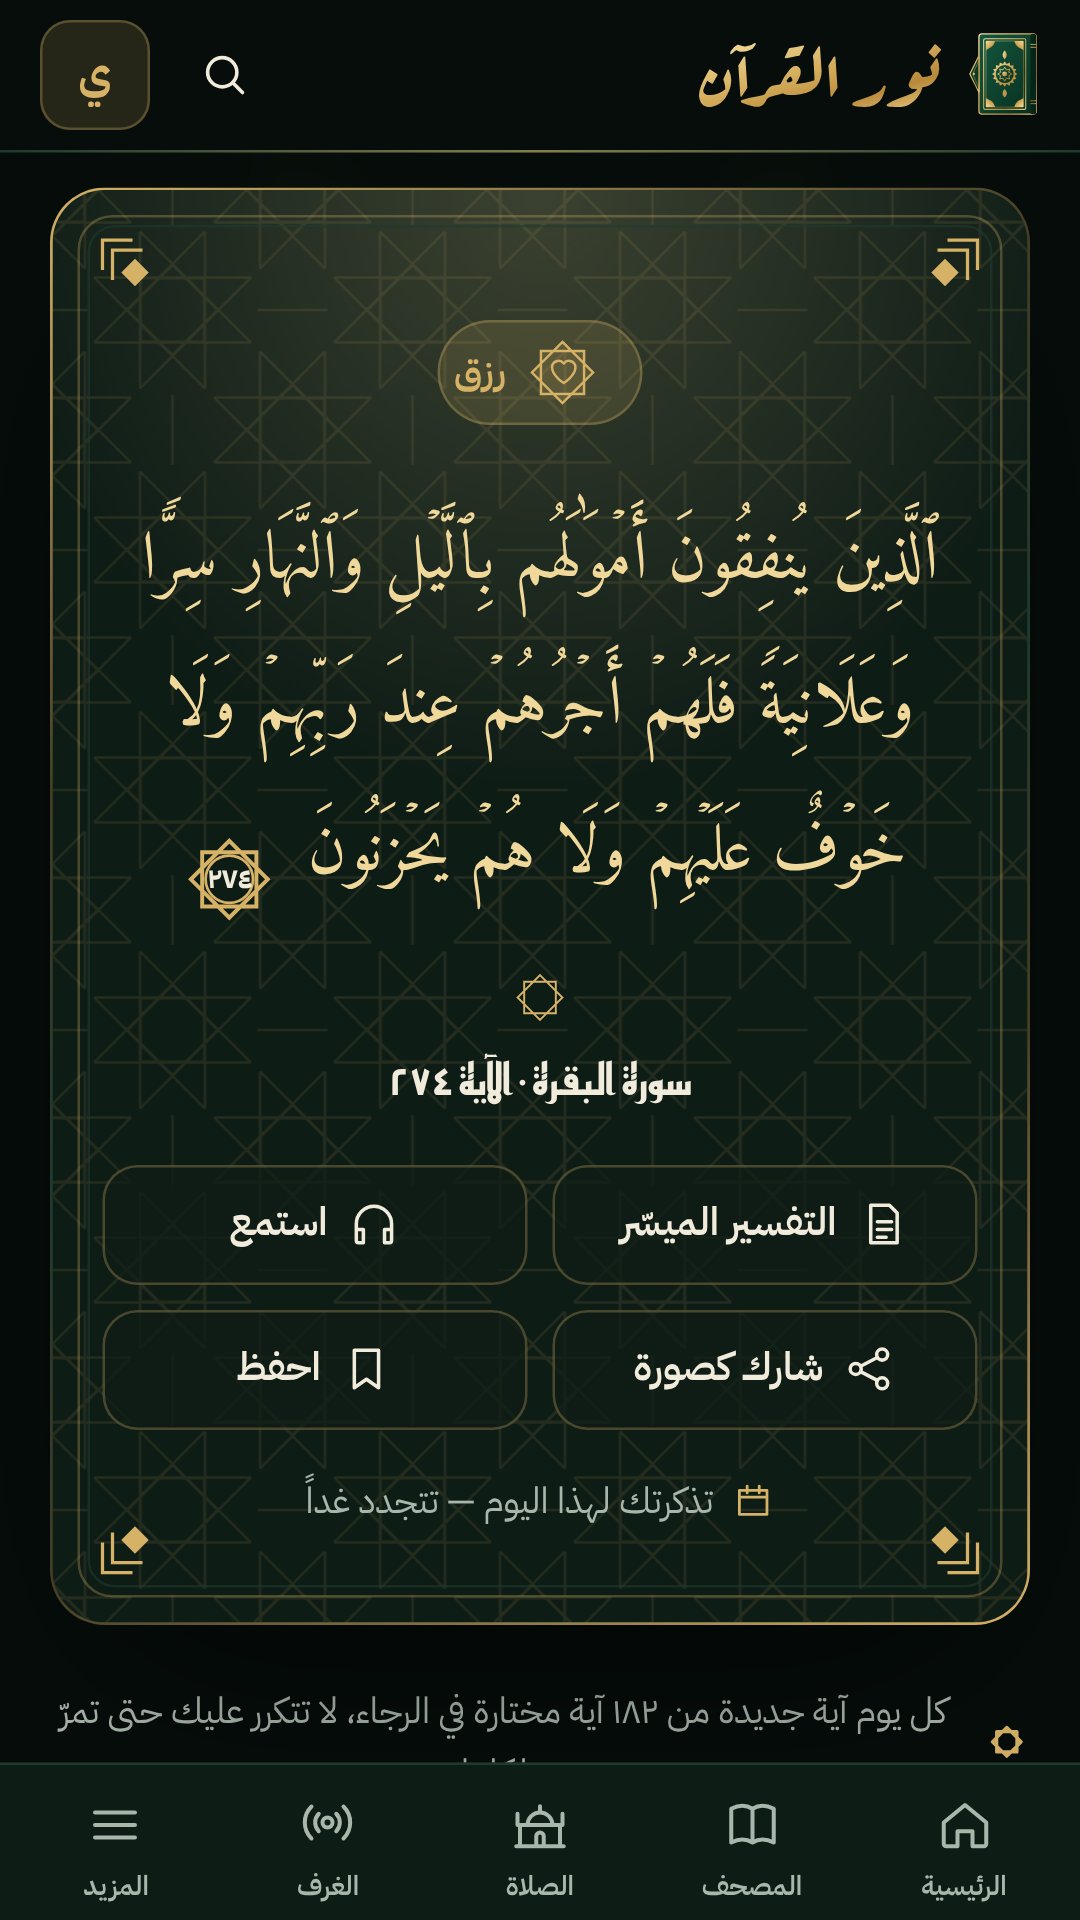 نور القرآن
ي
رزق
ٱلَّذِينَ يُنفِقُونَ أَمۡوَٰلَهُم بِٱلَّيۡلِ وَٱلنَّهَارِ سِرًّا
وَعَلَانِيَةً فَلَهُمۡ أَجۡرُهُمۡ عِندَ رَبِّهِمۡ وَلَا
خَوۡفٌ عَلَيۡهِمۡ وَلَا هُمۡ يَحۡزَنُونَ ٢٧٤
سورة البقرة · الآية ٢٧٤
التفسير الميسّر
استمع
شارك كصورة
احفظ
تذكرتك لهذا اليوم — تتجدد غداً
كل يوم آية جديدة من ١٨٢ آية مختارة في الرجاء، لا تتكرر عليك حتى تمرّ
الرئيسية
المصحف
الصلاة
الغرف
المزيد